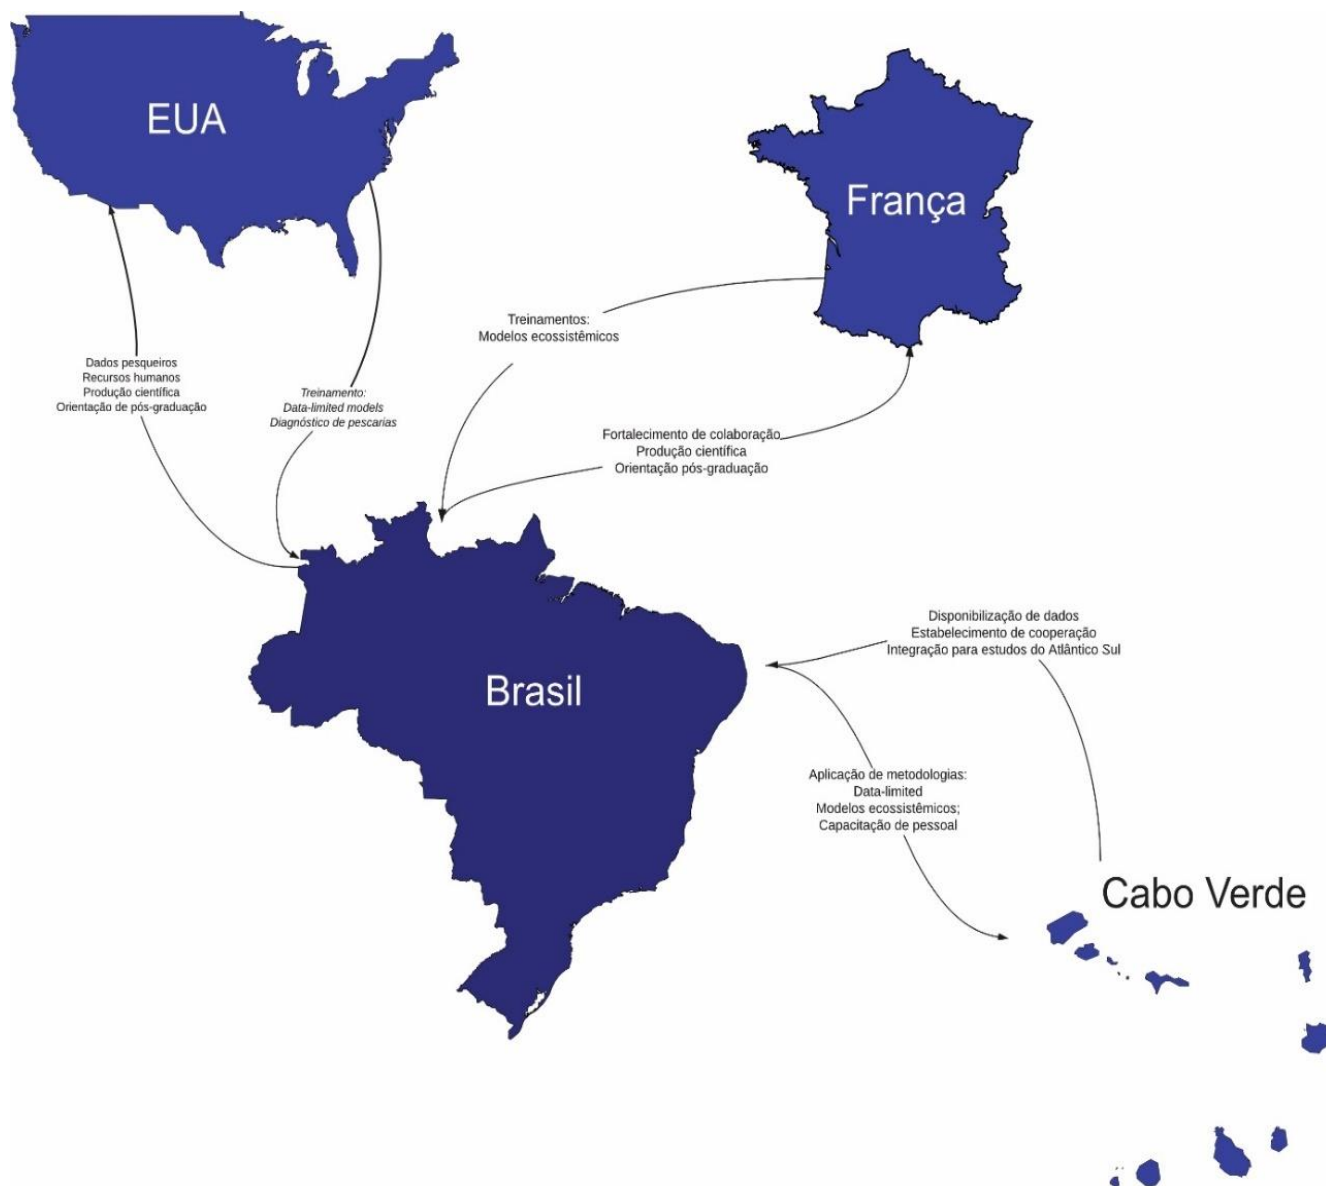 EUA
França
Treinamentos:
Modelos ecossistêmicos
Dados pesqueiros
Recursos humanos
Produção científica
Orientação de pós-graduação
Treinamento:
Data-limited models
Diagnóstico de pescarias
Fortalecimento de colaboração
Produção científica
Orientação pós-graduação
Brasil
Disponibilização de dados
Estabelecimento de cooperação
Integração para estudos do Atlântico Sul
Aplicação de metodologias:
Data-limited
Modelos ecossistêmicos;
Capacitação de pessoal
Cabo Verde